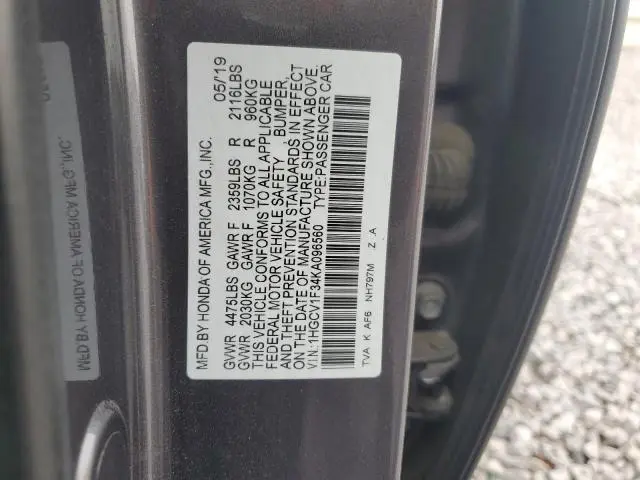 MFD.BY HONDA OF AMERICA MFG.,INC. 05/19
GVWR 4475LBS GAWR F 2359LBS R 2116LBS
GVWR 2030KG GAWR F 1070KG R 960KG
THIS VEHICLE CONFORMS TO ALL APPLICABLE
FEDERAL MOTOR VEHICLE SAFETY , BUMPER,
AND THEFT PREVENTION STANDARDS IN EFFECT
ON THE DATE OF MANUFACTURE SHOWN ABOVE.
V.I.N.:1HGCV1F34KA096560 TYPE:PASSENGER CAR
TVA K AF6 NH797M Z .A
MFD.BY HONDA OF AMERICA MFG.,INC.